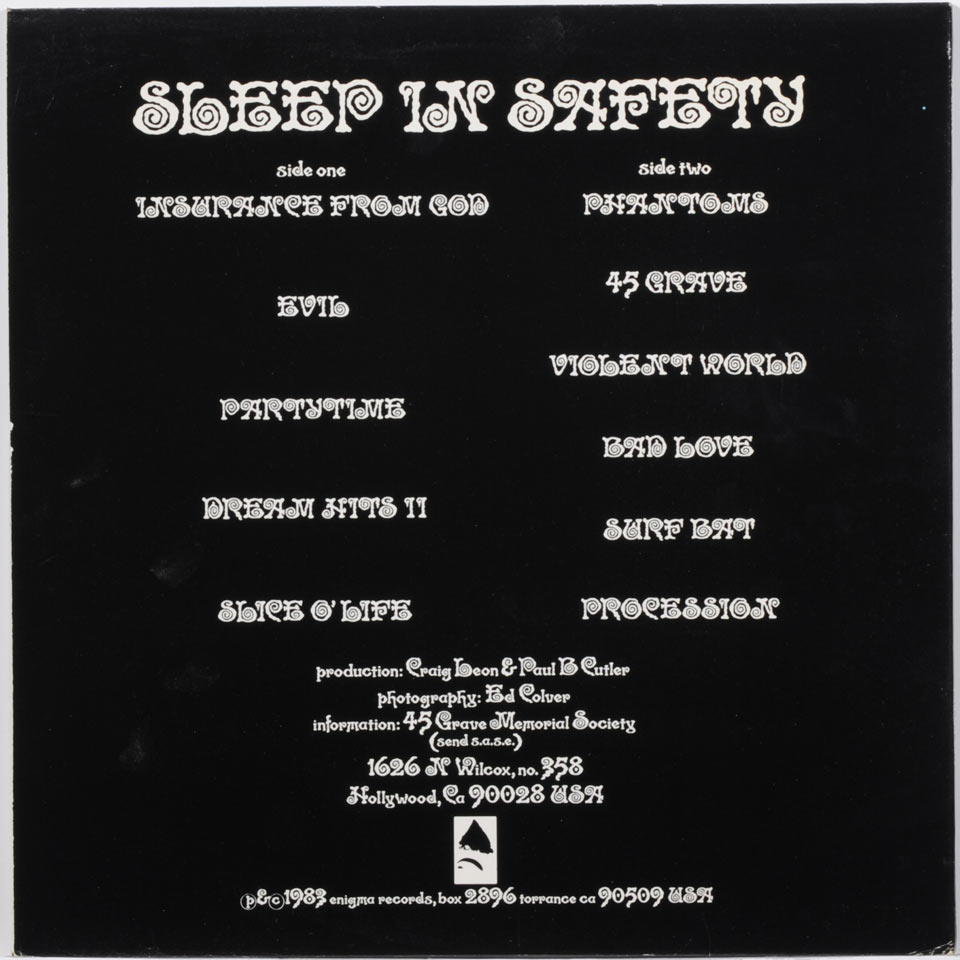 SLEEP IN SAFETY
side one
INSURANCE FROM GOD
EVIL
PARTYTIME
DREAM HITS II
SLICE O' LIFE
side two
PHANTOMS
45 GRAVE
VIOLENT WORLD
BAD LOVE
SURF BAT
PROCESSION
production: Craig Leon & Paul B Cutler
photography: Ed Colver
information: 45 Grave Memorial Society
(send s.a.s.e.)
1626 N Wilcox, no. 358
Hollywood, Ca 90028 USA
℗&©1983 enigma records, box 2896 torrance ca 90509 USA